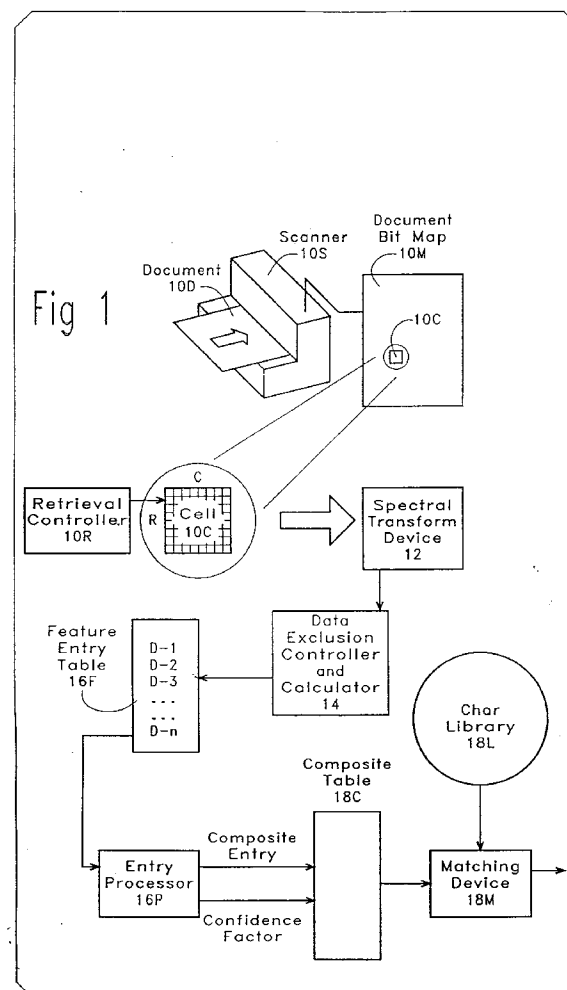 Fig 1
Document
Bit Map
10M
Scanner
10S
Document
10D
10C
C
R
Cell
10C
Retrieval
Controller
10R
Spectral
Transform
Device
12
Feature
Entry
Table
16F
D-1
D-2
D-3
...
...
D-n
Data
Exclusion
Controller
and
Calculator
14
Char
Library
18L
Composite
Table
18C
Composite
Entry
Entry
Processor
16P
Confidence
Factor
Matching
Device
18M